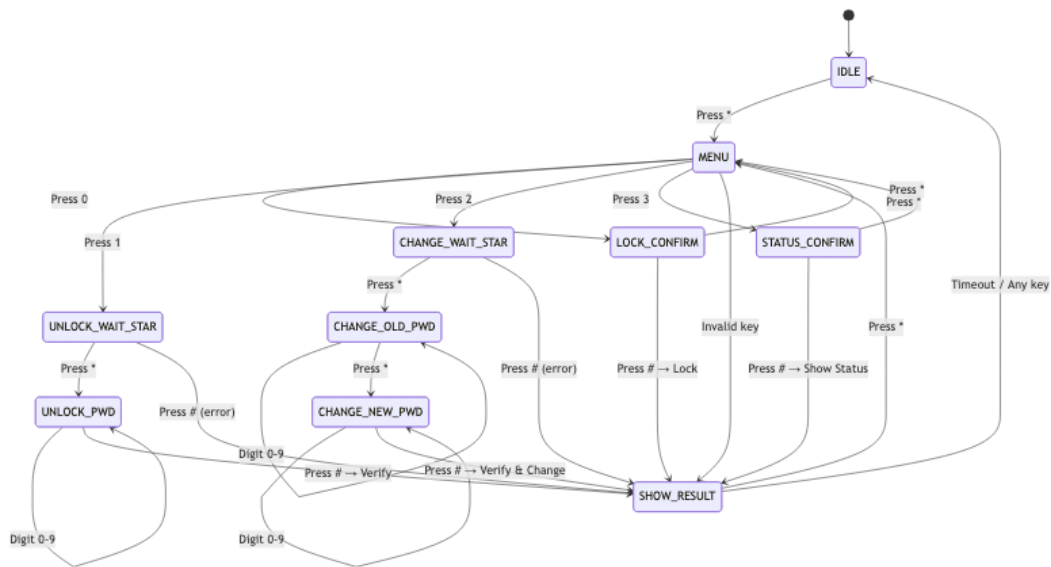 IDLE
Press *
MENU
Press 0
Press 2
Press 3
Press *
Press *
Press 1
CHANGE_WAIT_STAR
LOCK_CONFIRM
STATUS_CONFIRM
Press *
Timeout / Any key
UNLOCK_WAIT_STAR
CHANGE_OLD_PWD
Invalid key
Press *
Press *
Press *
Press # (error)
Press # → Lock
Press # → Show Status
UNLOCK_PWD
Press # (error)
CHANGE_NEW_PWD
Digit 0-9
Press # → Verify
Press # → Verify & Change
SHOW_RESULT
Digit 0-9
Digit 0-9